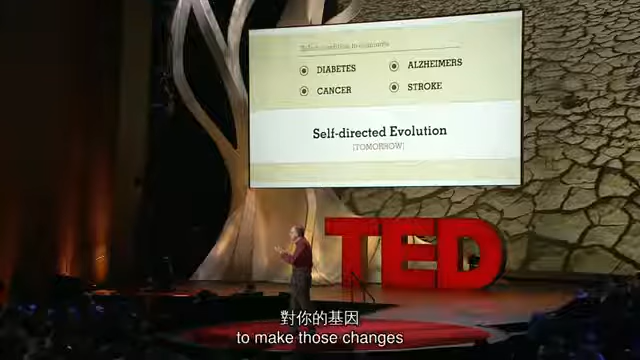 DIABETES
ALZHEIMERS
CANCER
STROKE
Self-directed Evolution
[TOMORROW]
TED
對你的基因
to make those changes